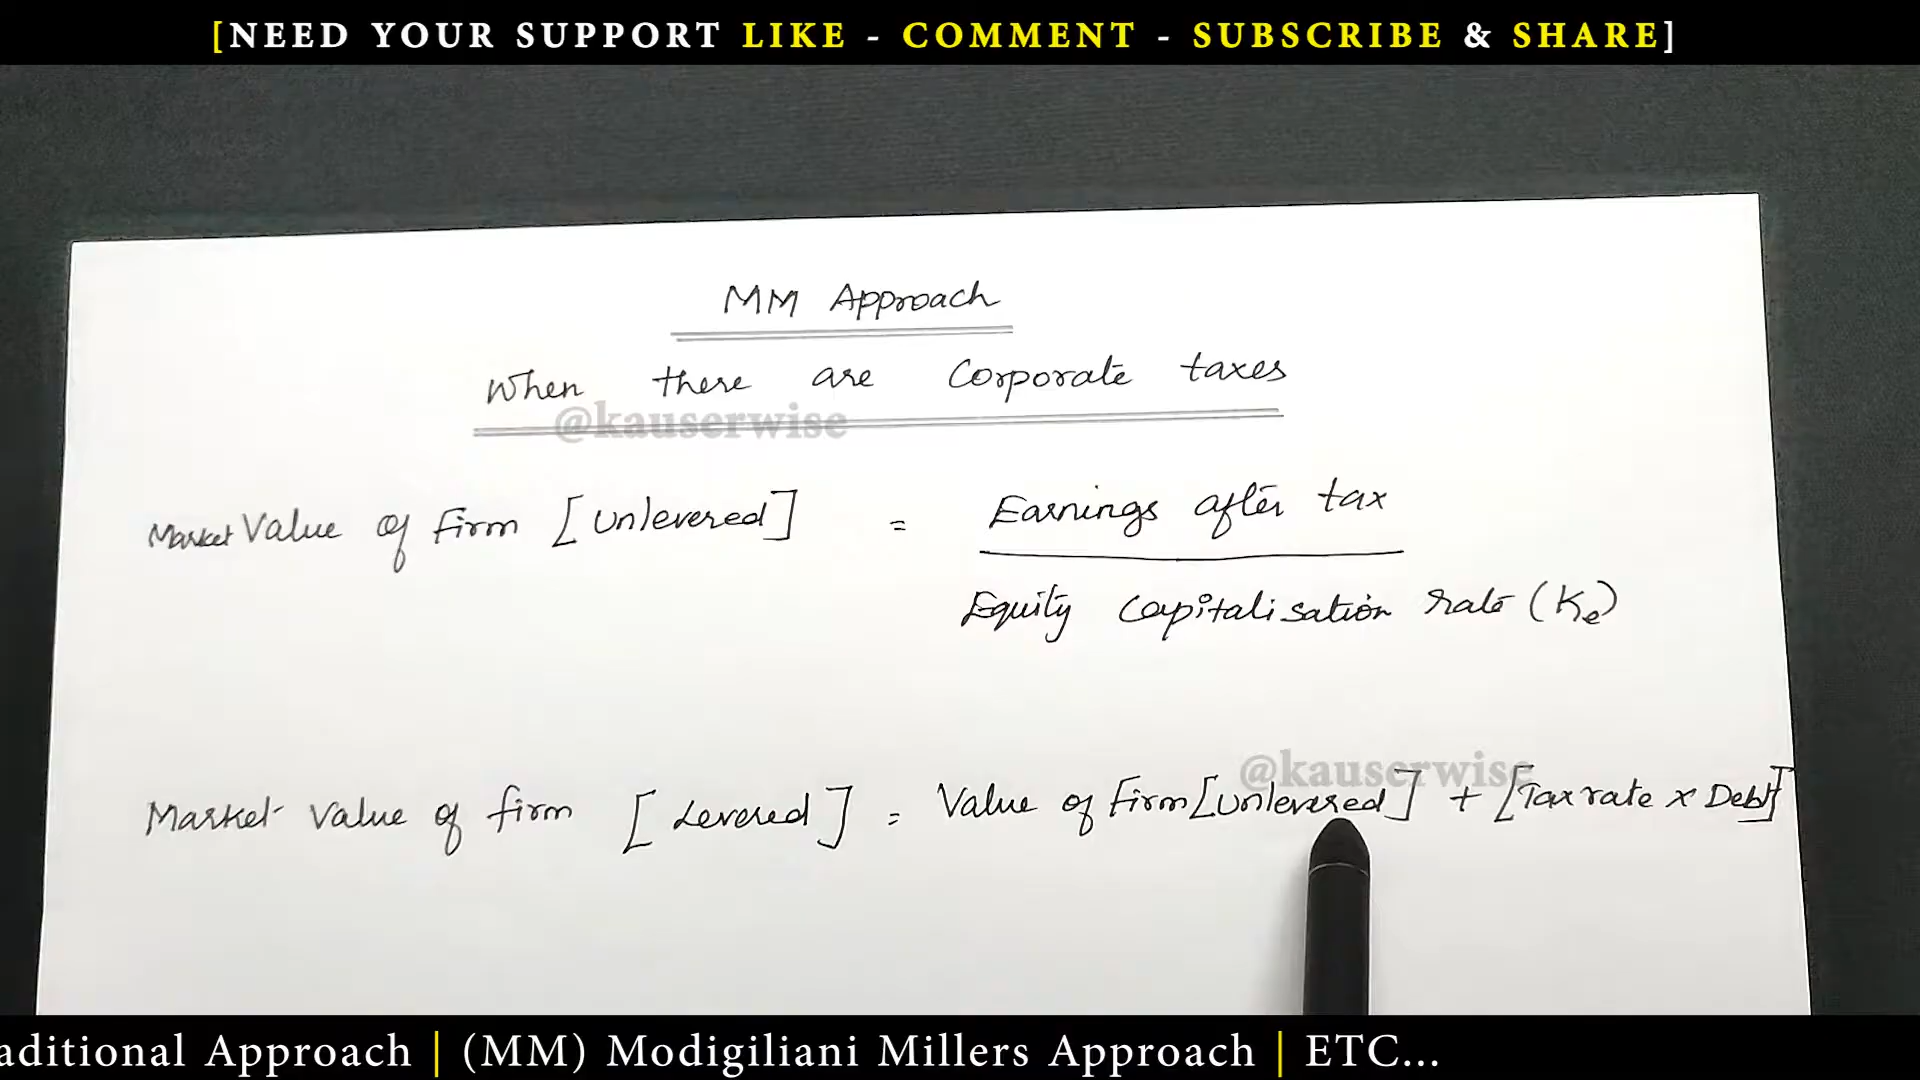 [NEED YOUR SUPPORT LIKE - COMMENT - SUBSCRIBE & SHARE]
MM Approach
When there are Corporate taxes
@kauserwise
Market Value of firm [Unlevered] = Earnings after tax
Equity Capitalisation rate (Ke)
@kauserwise
Market Value of firm [Levered] = Value of Firm [Unlevered] + [Tax rate x Debt]
aditional Approach | (MM) Modigiliani Millers Approach | ETC...